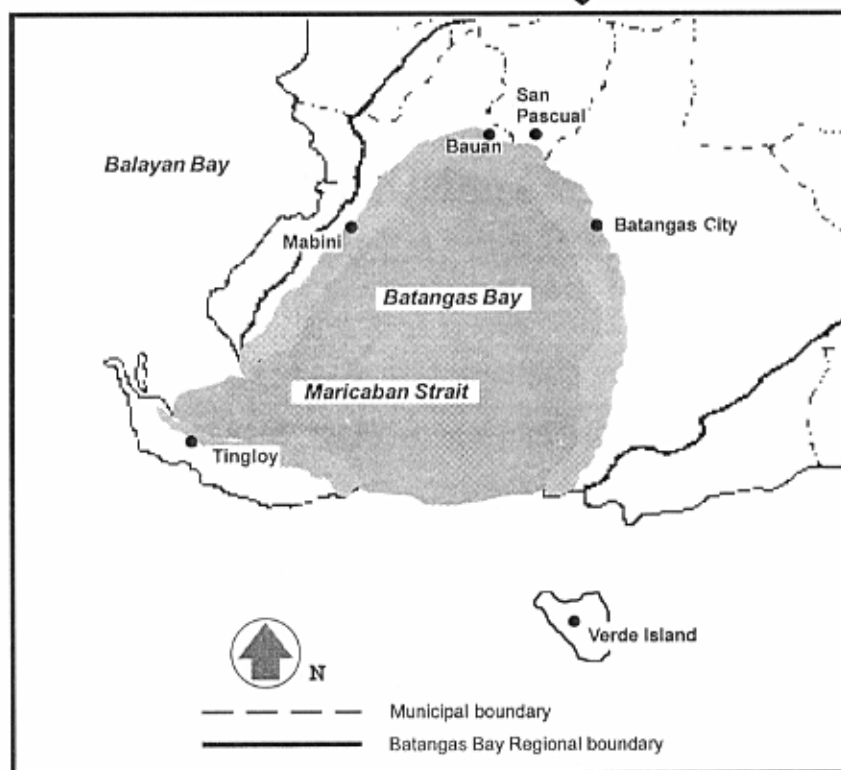 San
Pascual
Bauan
Balayan Bay
Mabini
Batangas City
Batangas Bay
Maricaban Strait
Tingloy
Verde Island
N
Municipal boundary
Batangas Bay Regional boundary